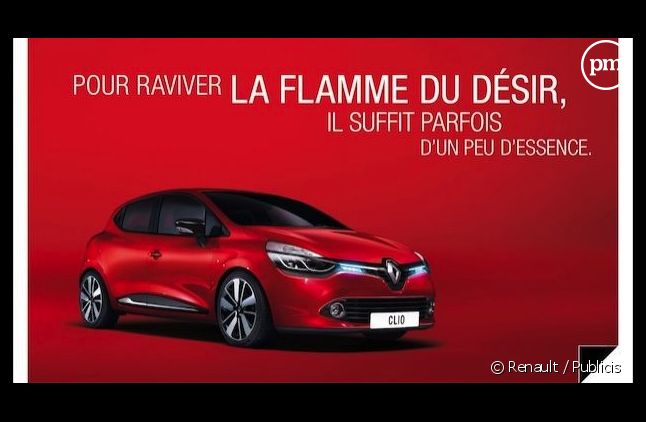 pm
POUR RAVIVER LA FLAMME DU DÉSIR,
IL SUFFIT PARFOIS
D'UN PEU D'ESSENCE.
CLIO
© Renault / Publicis